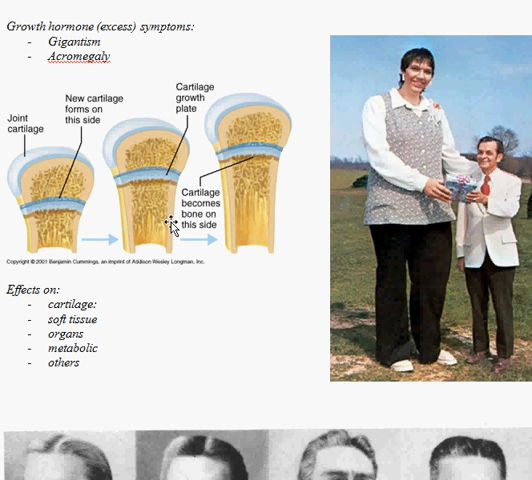 Growth hormone (excess) symptoms:
- Gigantism
- Acromegaly
Joint
cartilage
New cartilage
forms on
this side
Cartilage
growth
plate
Cartilage
becomes
bone on
this side
Copyright © 2001 Benjamin Cummings, an imprint of Addison Wesley Longman, Inc.
Effects on:
- cartilage:
- soft tissue
- organs
- metabolic
- others